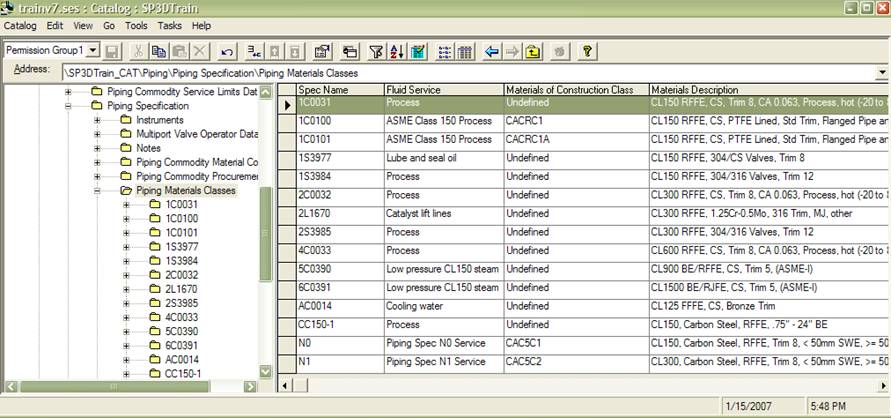 trainv7.ses : Catalog : SP3DTrain
Catalog Edit View Go Tools Tasks Help
Permission Group1
Address: \SP3DTrain_CAT\Piping\Piping Specification\Piping Materials Classes
Piping Commodity Service Limits Dat
Piping Specification
Instruments
Multiport Valve Operator Data
Notes
Piping Commodity Material Co
Piping Commodity Procuremer
Piping Materials Classes
1C0031
1C0100
1C0101
1S3977
1S3984
2C0032
2L1670
2S3985
4C0033
5C0390
6C0391
AC0014
CC150-1
Spec Name Fluid Service Materials of Construction Class Materials Description
1C0031 Process Undefined CL150 RFFE, CS, Trim 8, CA 0.063, Process, hot (-20 to
1C0100 ASME Class 150 Process CACRC1 CL150 RFFE, CS, PTFE Lined, Std Trim, Flanged Pipe ar
1C0101 ASME Class 150 Process CACRC1A CL150 RFFE, CS, PTFE Lined, Std Trim, Flanged Pipe ar
1S3977 Lube and seal oil Undefined CL150 RFFE, 304/CS Valves, Trim 8
1S3984 Process Undefined CL150 RFFE, 304/316 Valves, Trim 12
2C0032 Process Undefined CL300 RFFE, CS, Trim 8, CA 0.063, Process, hot (-20 to
2L1670 Catalyst lift lines Undefined CL300 RFFE, 1.25Cr-0.5Mo, 316 Trim, MJ, other
2S3985 Process Undefined CL300 RFFE, 304/316 Valves, Trim 12
4C0033 Process Undefined CL600 RFFE, CS, Trim 8, CA 0.063, Process, hot (-20 to
5C0390 Low pressure CL150 steam Undefined CL900 BE/RFFE, CS, Trim 5, (ASME-I)
6C0391 Low pressure CL150 steam Undefined CL1500 BE/RJFE, CS, Trim 5, (ASME-I)
AC0014 Cooling water Undefined CL125 FFFE, CS, Bronze Trim
CC150-1 Process Undefined CL150, Carbon Steel, RFFE, .75" - 24" BE
N0 Piping Spec N0 Service CAC5C1 CL150, Carbon Steel, RFFE, Trim 8, < 50mm SWE, >= 50
N1 Piping Spec N1 Service CAC5C2 CL300, Carbon Steel, RFFE, Trim 8, < 50mm SWE, >= 50
1/15/2007 5:48 PM